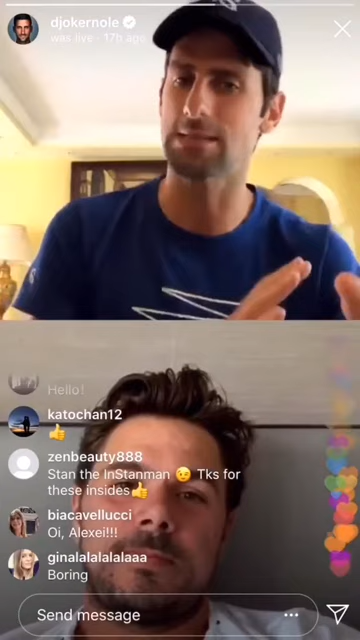 djokernole
was live · 17h ago
Hello!
katochan12
👍
zenbeauty888
Stan the InStanman 😉 Tks for
these insides👍
biacavellucci
Oi, Alexei!!!
ginalalalalalaaa
Boring
Send message